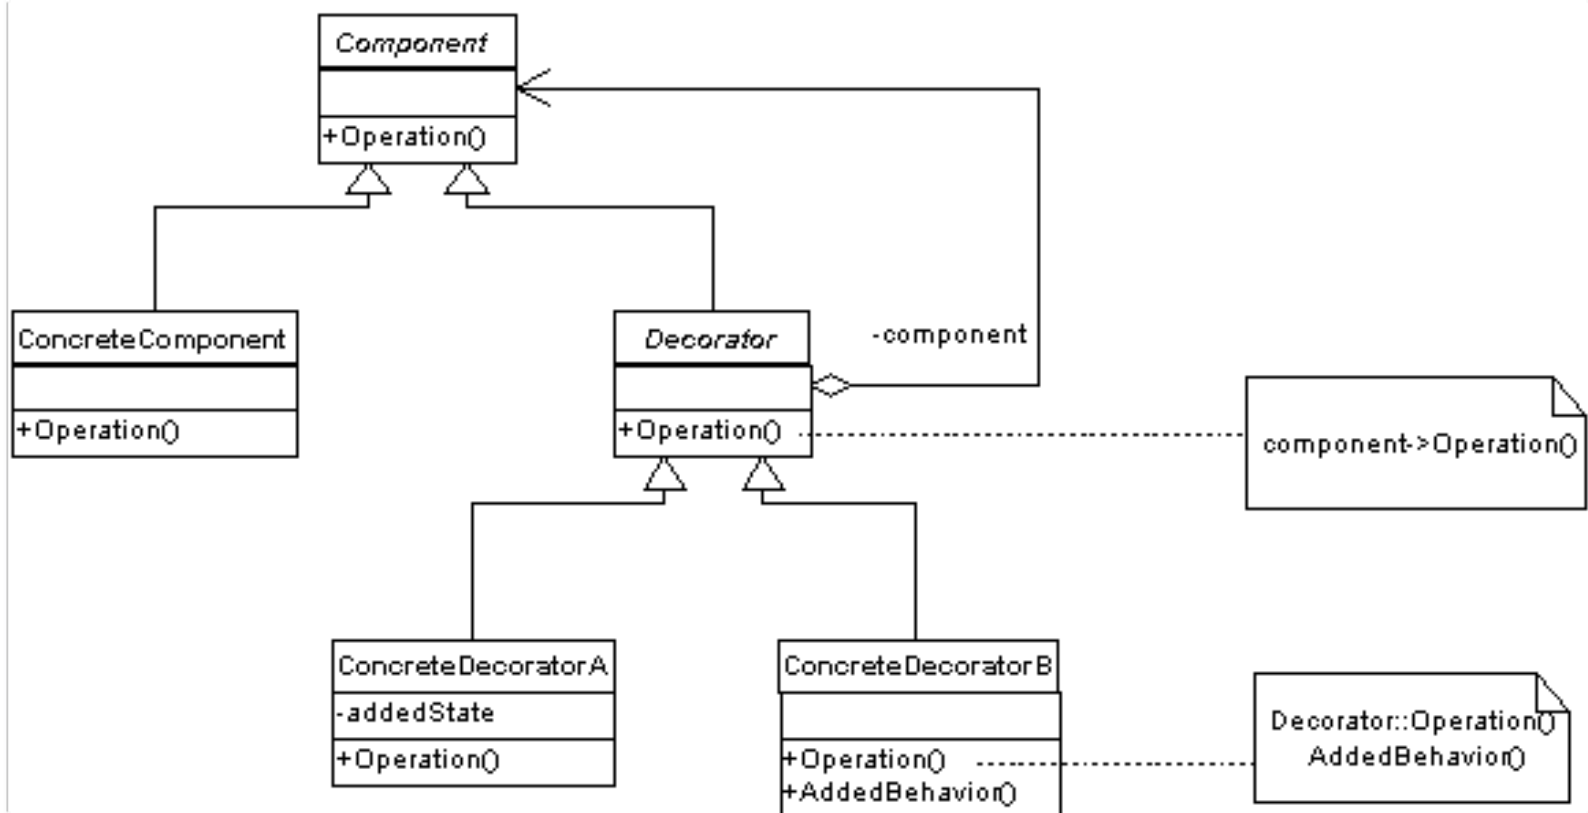 Component
+Operation()
ConcreteComponent
+Operation()
Decorator
+Operation()
-component
component->Operation()
ConcreteDecoratorA
-addedState
+Operation()
ConcreteDecoratorB
+Operation()
+AddedBehavior()
Decorator::Operation()
AddedBehavior()